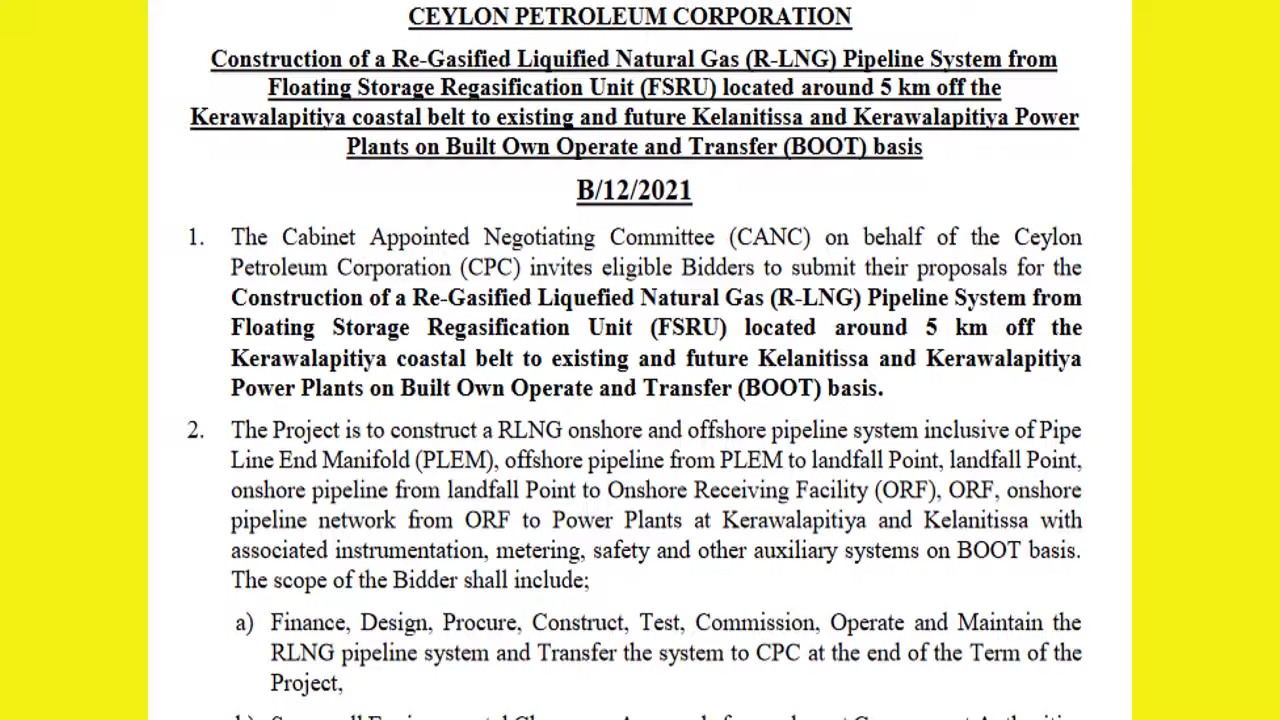 CEYLON PETROLEUM CORPORATION
Construction of a Re-Gasified Liquified Natural Gas (R-LNG) Pipeline System from
Floating Storage Regasification Unit (FSRU) located around 5 km off the
Kerawalapitiya coastal belt to existing and future Kelanitissa and Kerawalapitiya Power
Plants on Built Own Operate and Transfer (BOOT) basis
B/12/2021
1. The Cabinet Appointed Negotiating Committee (CANC) on behalf of the Ceylon
Petroleum Corporation (CPC) invites eligible Bidders to submit their proposals for the
Construction of a Re-Gasified Liquefied Natural Gas (R-LNG) Pipeline System from
Floating Storage Regasification Unit (FSRU) located around 5 km off the
Kerawalapitiya coastal belt to existing and future Kelanitissa and Kerawalapitiya
Power Plants on Built Own Operate and Transfer (BOOT) basis.
2. The Project is to construct a RLNG onshore and offshore pipeline system inclusive of Pipe
Line End Manifold (PLEM), offshore pipeline from PLEM to landfall Point, landfall Point,
onshore pipeline from landfall Point to Onshore Receiving Facility (ORF), ORF, onshore
pipeline network from ORF to Power Plants at Kerawalapitiya and Kelanitissa with
associated instrumentation, metering, safety and other auxiliary systems on BOOT basis.
The scope of the Bidder shall include;
a) Finance, Design, Procure, Construct, Test, Commission, Operate and Maintain the
RLNG pipeline system and Transfer the system to CPC at the end of the Term of the
Project,